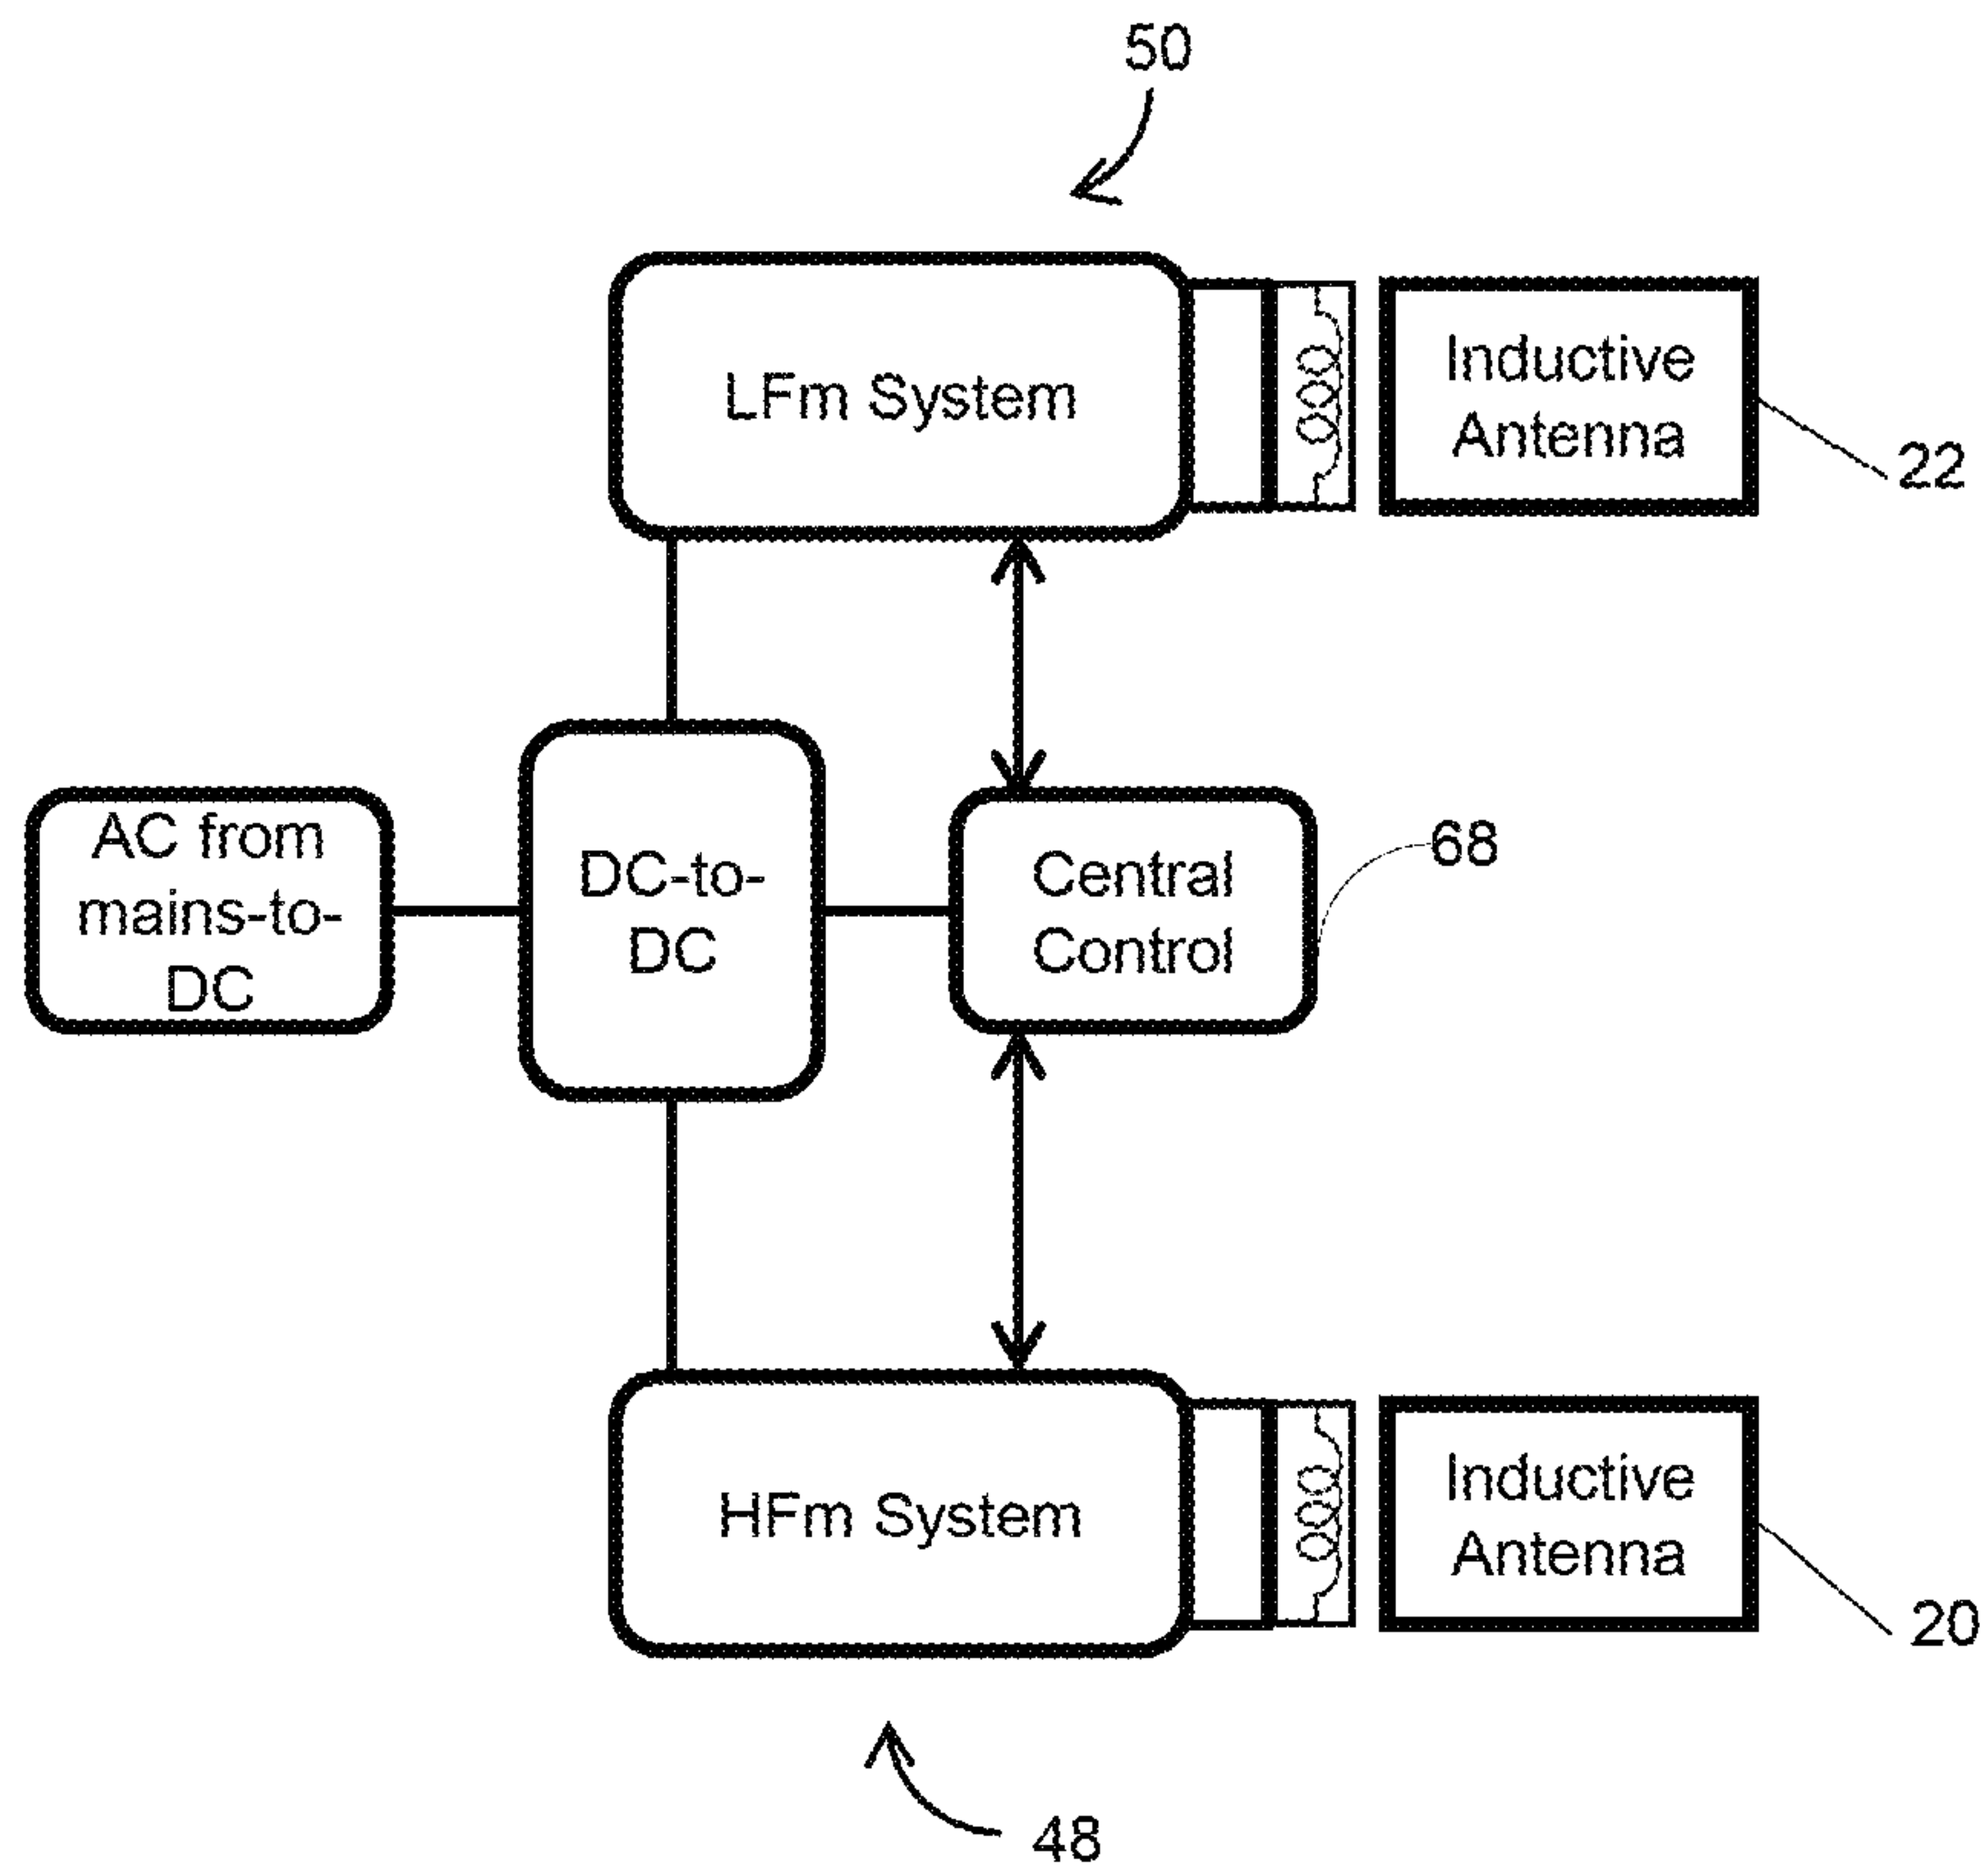 50
LFm System
Inductive
Antenna
22
AC from
mains-to-
DC
DC-to-
DC
Central
Control
68
HFm System
Inductive
Antenna
20
48